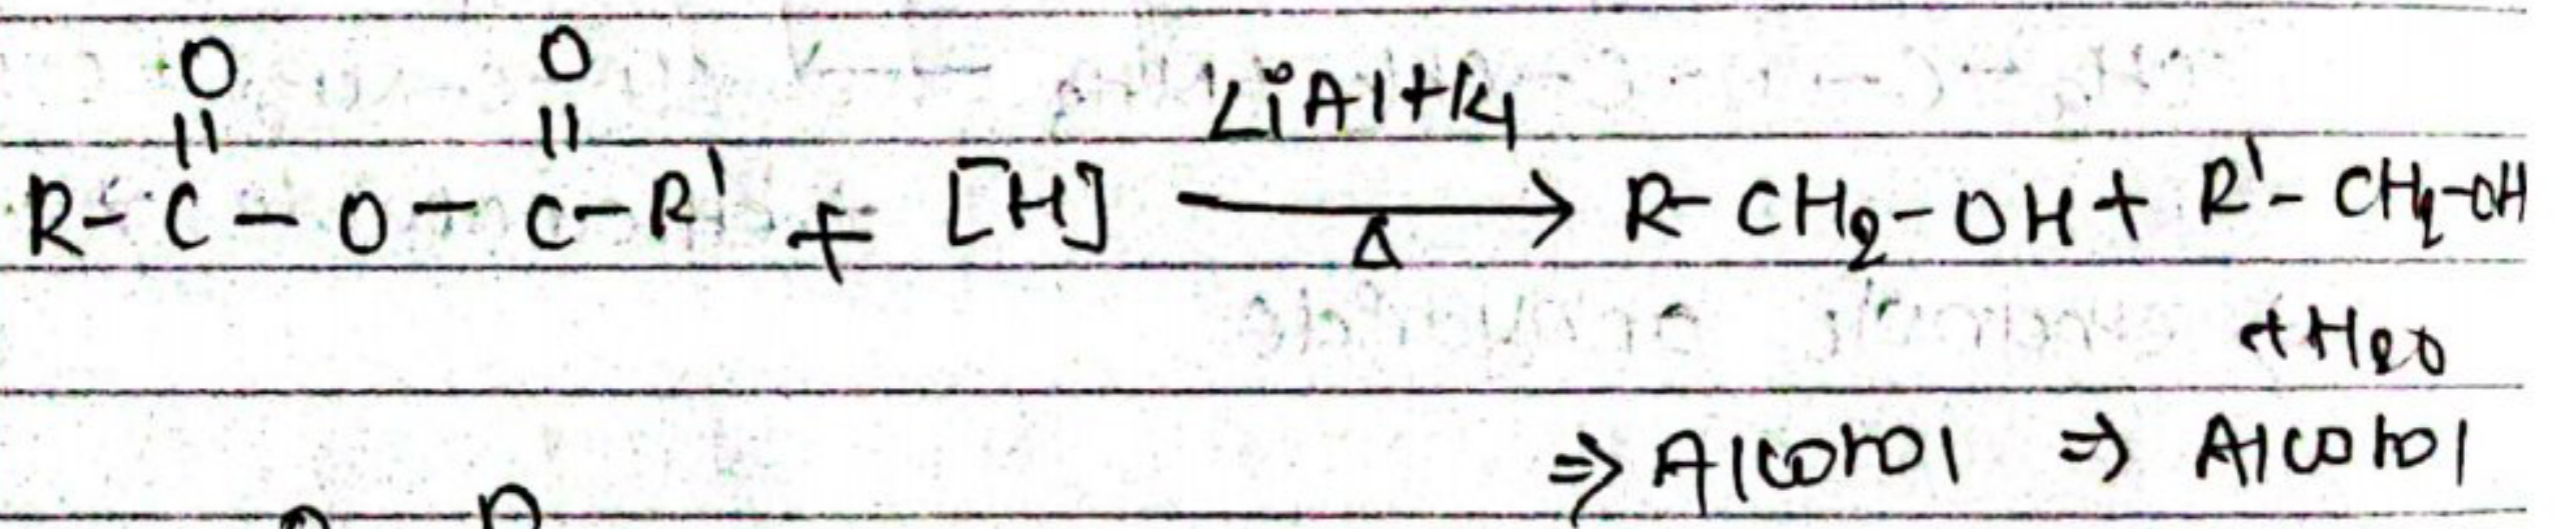 O O
|| || LiAlH4
R-C-O-C-R' + [H] ⟶ R-CH2-OH + R'-CH2-OH
Δ
+H2O
⇒ Alcohol ⇒ Alcohol